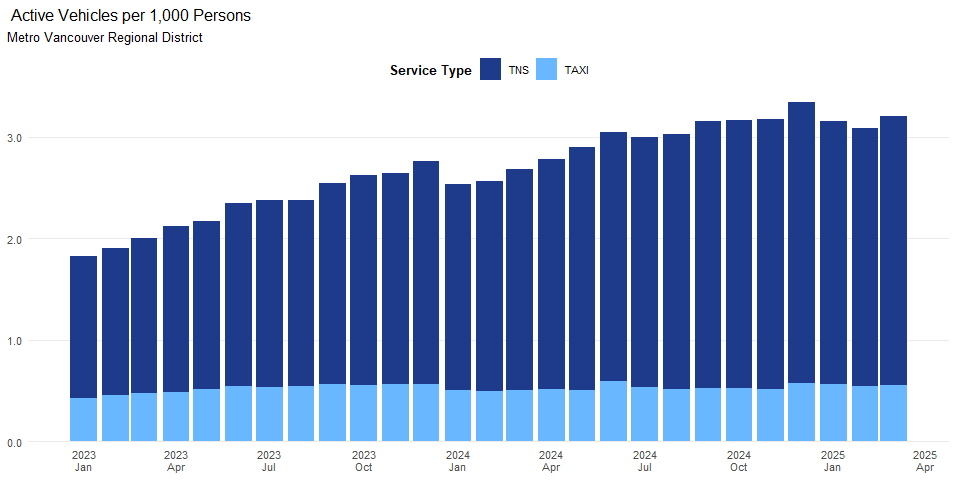 Active Vehicles per 1,000 Persons
Metro Vancouver Regional District
Service Type TNS TAXI
3.0
2.0
1.0
0.0
2023 2023 2023 2023 2024 2024 2024 2024 2025 2025
Jan Apr Jul Oct Jan Apr Jul Oct Jan Apr